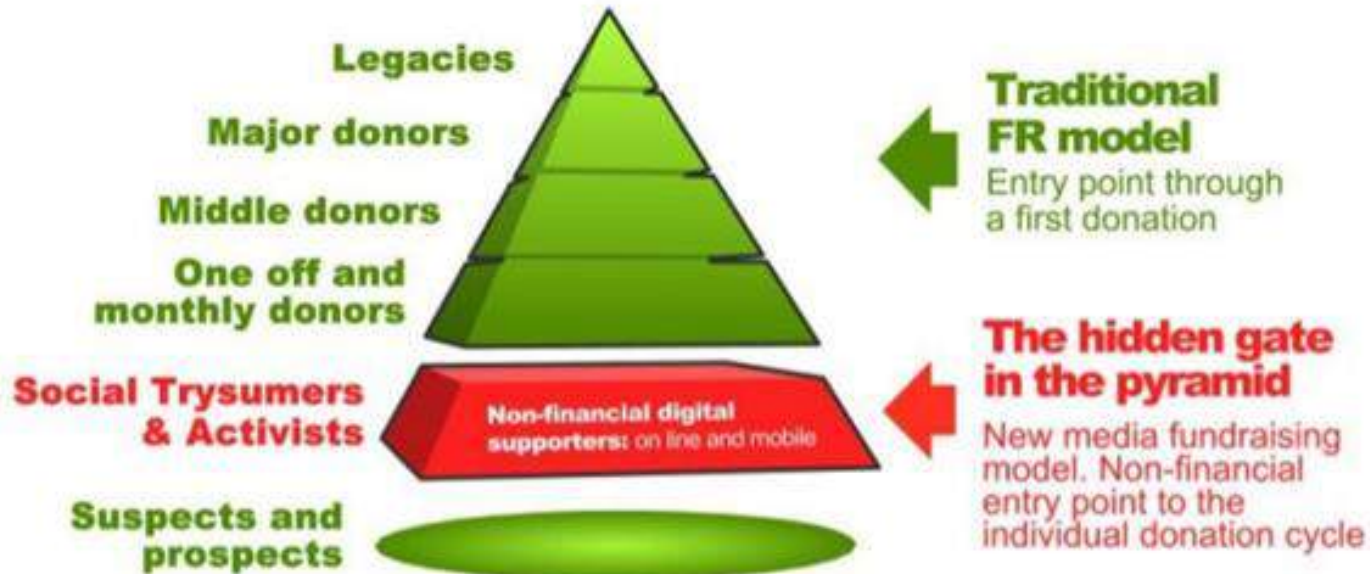 Legacies
Major donors
Middle donors
One off and
monthly donors
Social Trysumers
& Activists
Suspects and
prospects
Non-financial digital
supporters: on line and mobile
Traditional
FR model
Entry point through
a first donation
The hidden gate
in the pyramid
New media fundraising
model. Non-financial
entry point to the
individual donation cycle